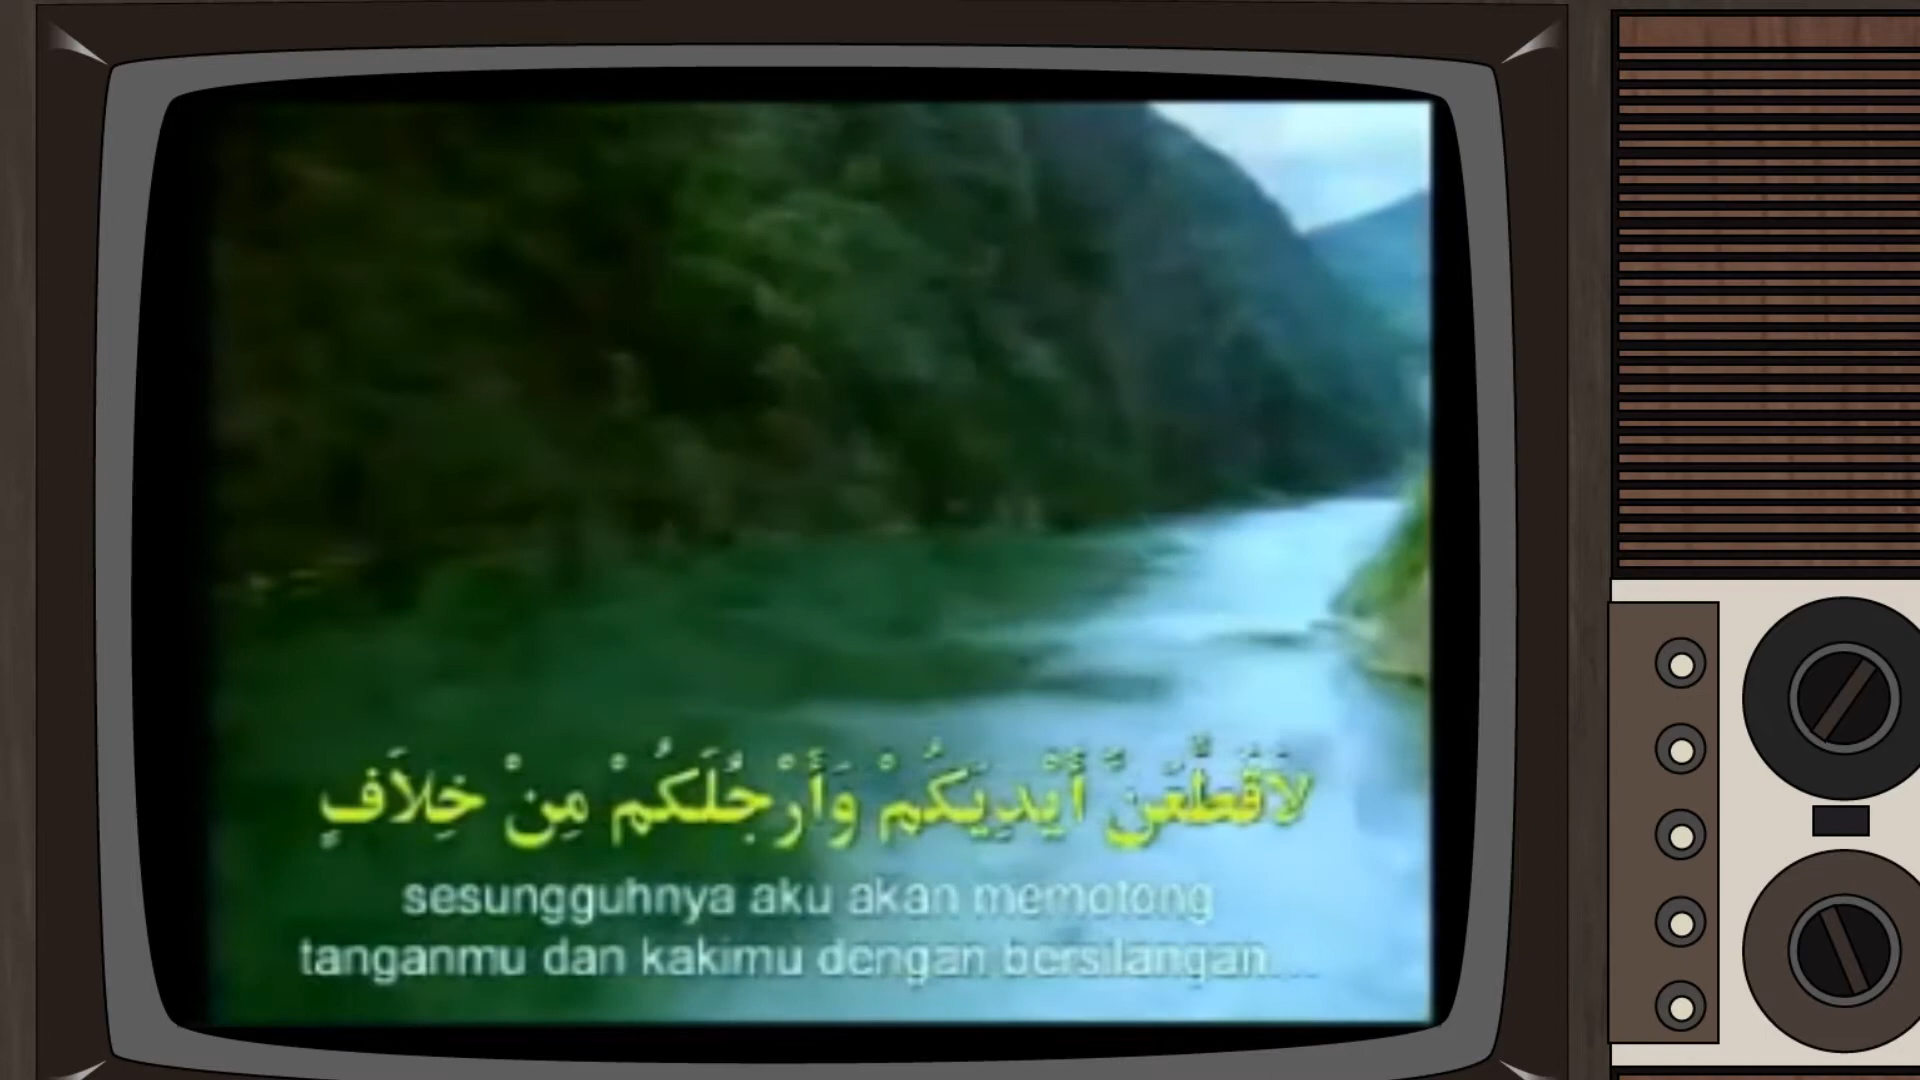 لَأُقَطِّعَنَّ أَيْدِيَكُمْ وَأَرْجُلَكُمْ مِنْ خِلَافٍ
sesungguhnya aku akan memotong
tanganmu dan kakimu dengan bersilangan...